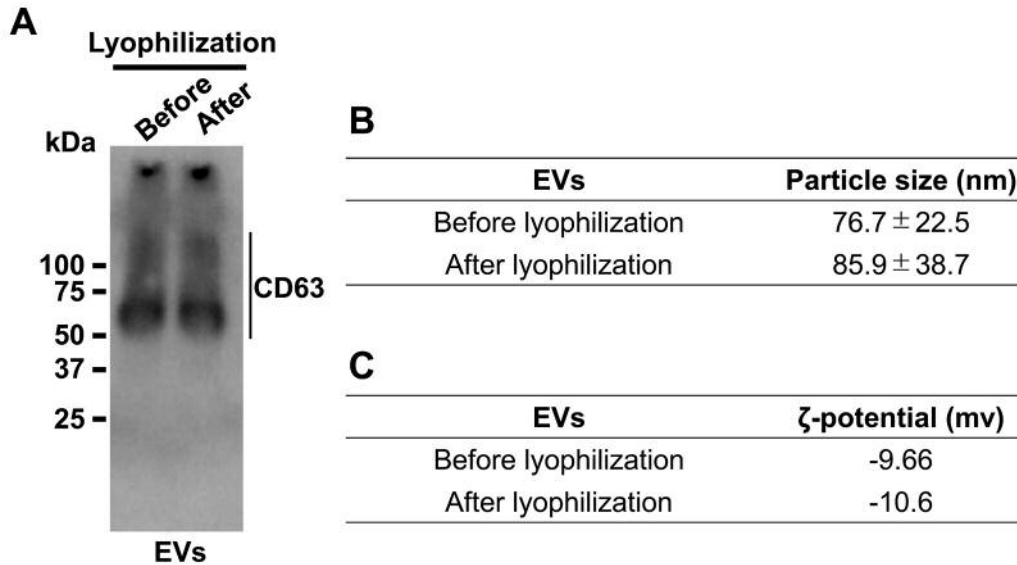 A
Lyophilization
Before After
kDa
100
75
50
37
25
CD63
EVs
B
EVs Particle size (nm)
Before lyophilization 76.7 ± 22.5
After lyophilization 85.9 ± 38.7
C
EVs ζ-potential (mv)
Before lyophilization -9.66
After lyophilization -10.6